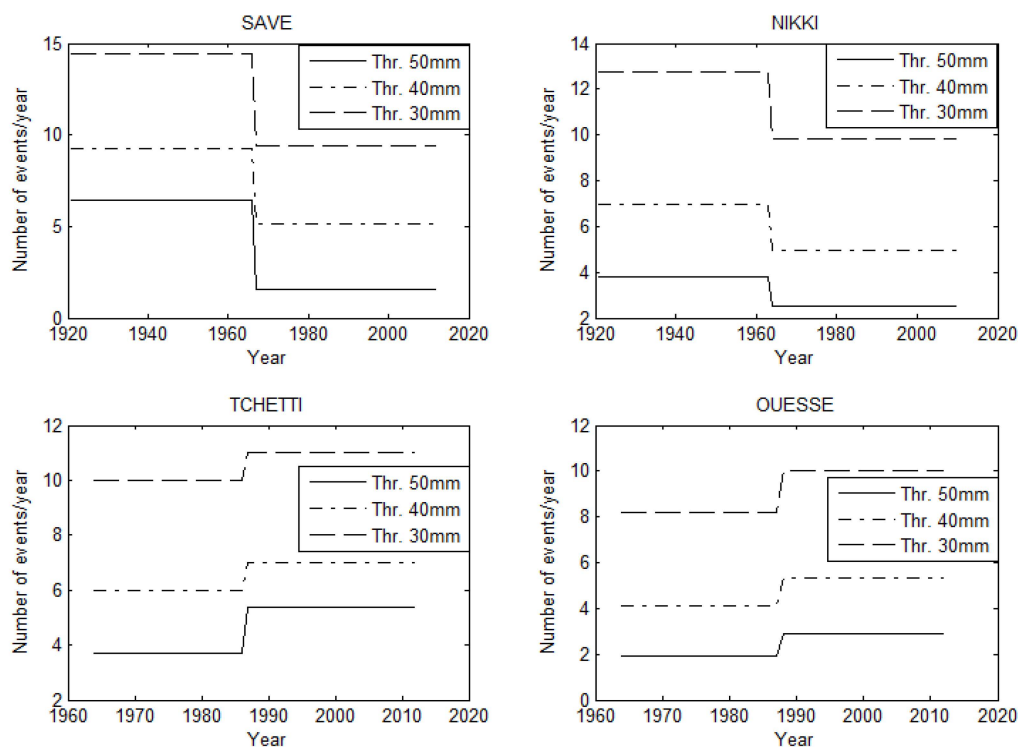 SAVE
15
10
5
0
Number of events/year
Thr. 50mm
Thr. 40mm
Thr. 30mm
1920 1940 1960 1980 2000 2020
Year
NIKKI
14
12
10
8
6
4
2
Number of events/year
Thr. 50mm
Thr. 40mm
Thr. 30mm
1920 1940 1960 1980 2000 2020
Year
TCHETTI
12
10
8
6
4
2
Number of events/year
Thr. 50mm
Thr. 40mm
Thr. 30mm
1960 1970 1980 1990 2000 2010 2020
Year
OUESSE
12
10
8
6
4
2
0
Number of events/year
Thr. 50mm
Thr. 40mm
Thr. 30mm
1960 1970 1980 1990 2000 2010 2020
Year